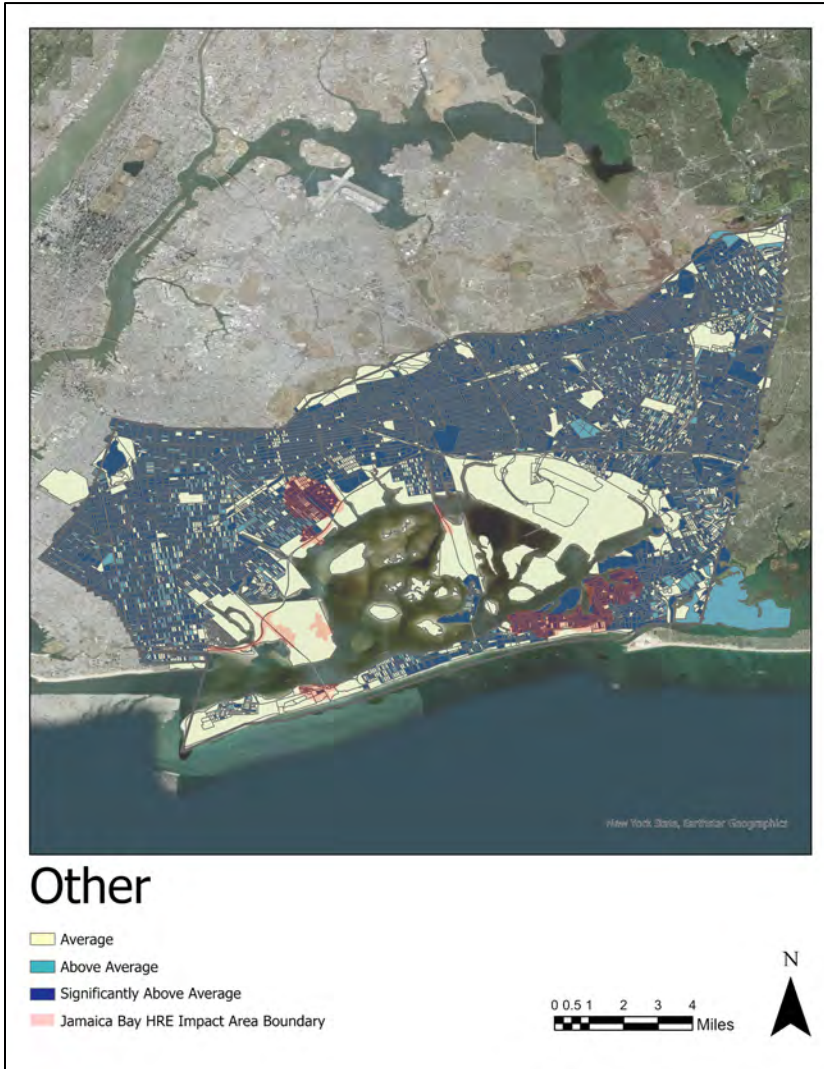 New York State, Earthstar Geographics
Other
Average
Above Average
Significantly Above Average
Jamaica Bay HRE Impact Area Boundary
N
0 0.5 1 2 3 4
Miles